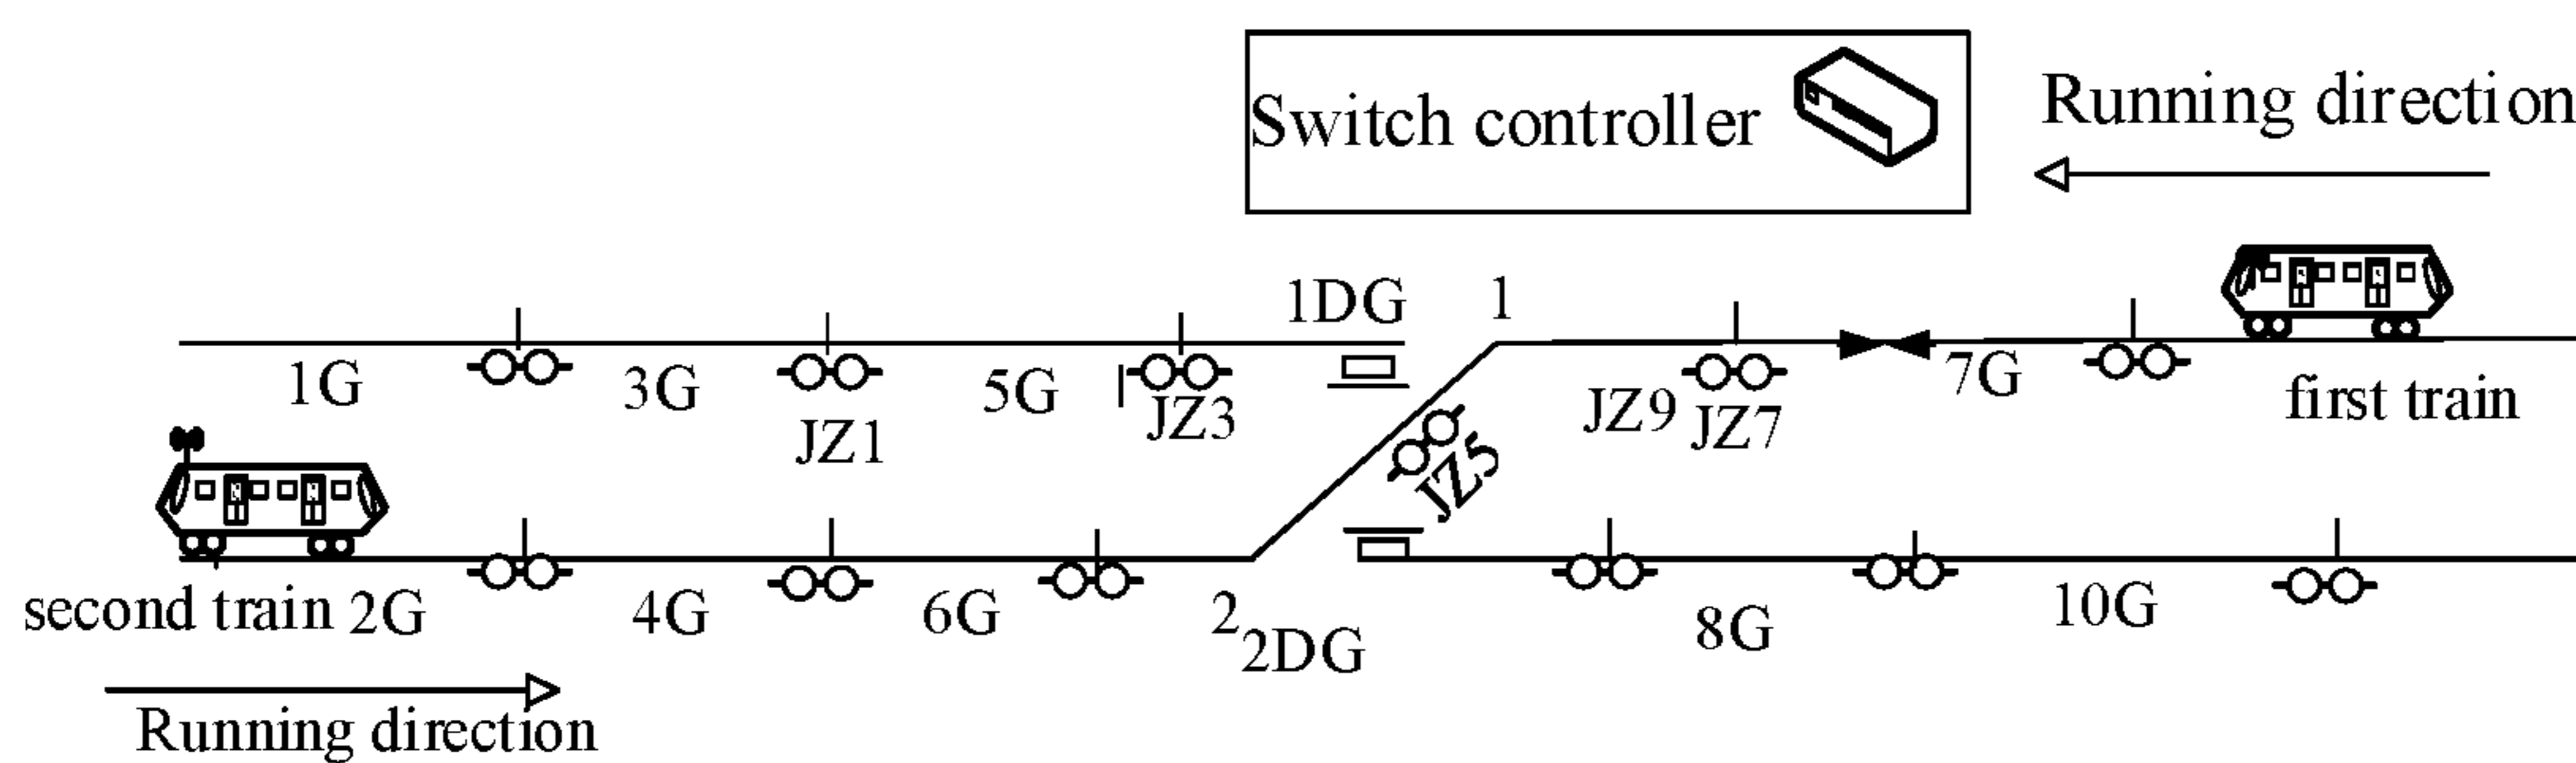 Switch controller
Running direction
1DG
1
1G
3G
5G
JZ3
JZ9
JZ7
7G
first train
JZ1
JZ5
second train
2G
4G
6G
2
2DG
8G
10G
Running direction